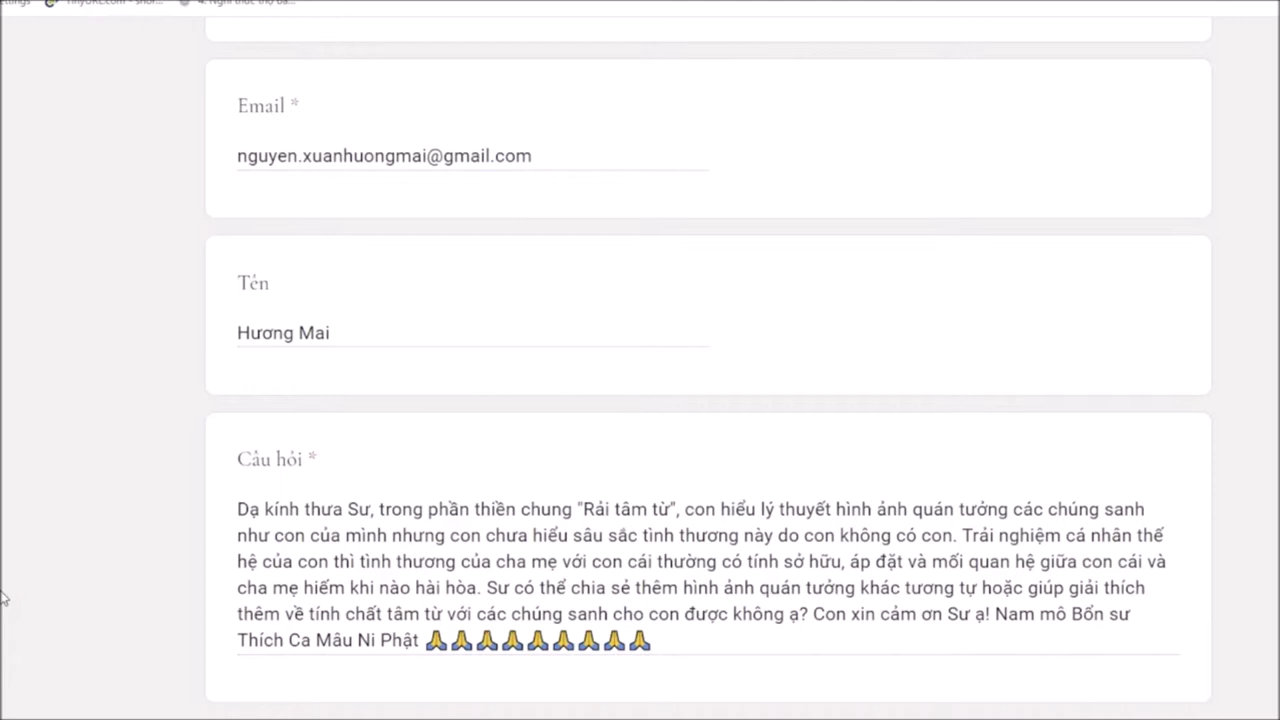 Email *
nguyen.xuanhuongmai@gmail.com
Tên
Hương Mai
Câu hỏi *
Dạ kính thưa Sư, trong phần thiền chung "Rải tâm từ", con hiểu lý thuyết hình ảnh quán tưởng các chúng sanh
như con của mình nhưng con chưa hiểu sâu sắc tình thương này do con không có con. Trải nghiệm cá nhân thế
hệ của con thì tình thương của cha mẹ với con cái thường có tính sở hữu, áp đặt và mối quan hệ giữa con cái và
cha mẹ hiếm khi nào hài hòa. Sư có thể chia sẻ thêm hình ảnh quán tưởng khác tương tự hoặc giúp giải thích
thêm về tính chất tâm từ với các chúng sanh cho con được không ạ? Con xin cảm ơn Sư ạ! Nam mô Bổn sư
Thích Ca Mâu Ni Phật 🙏🙏🙏🙏🙏🙏🙏🙏🙏